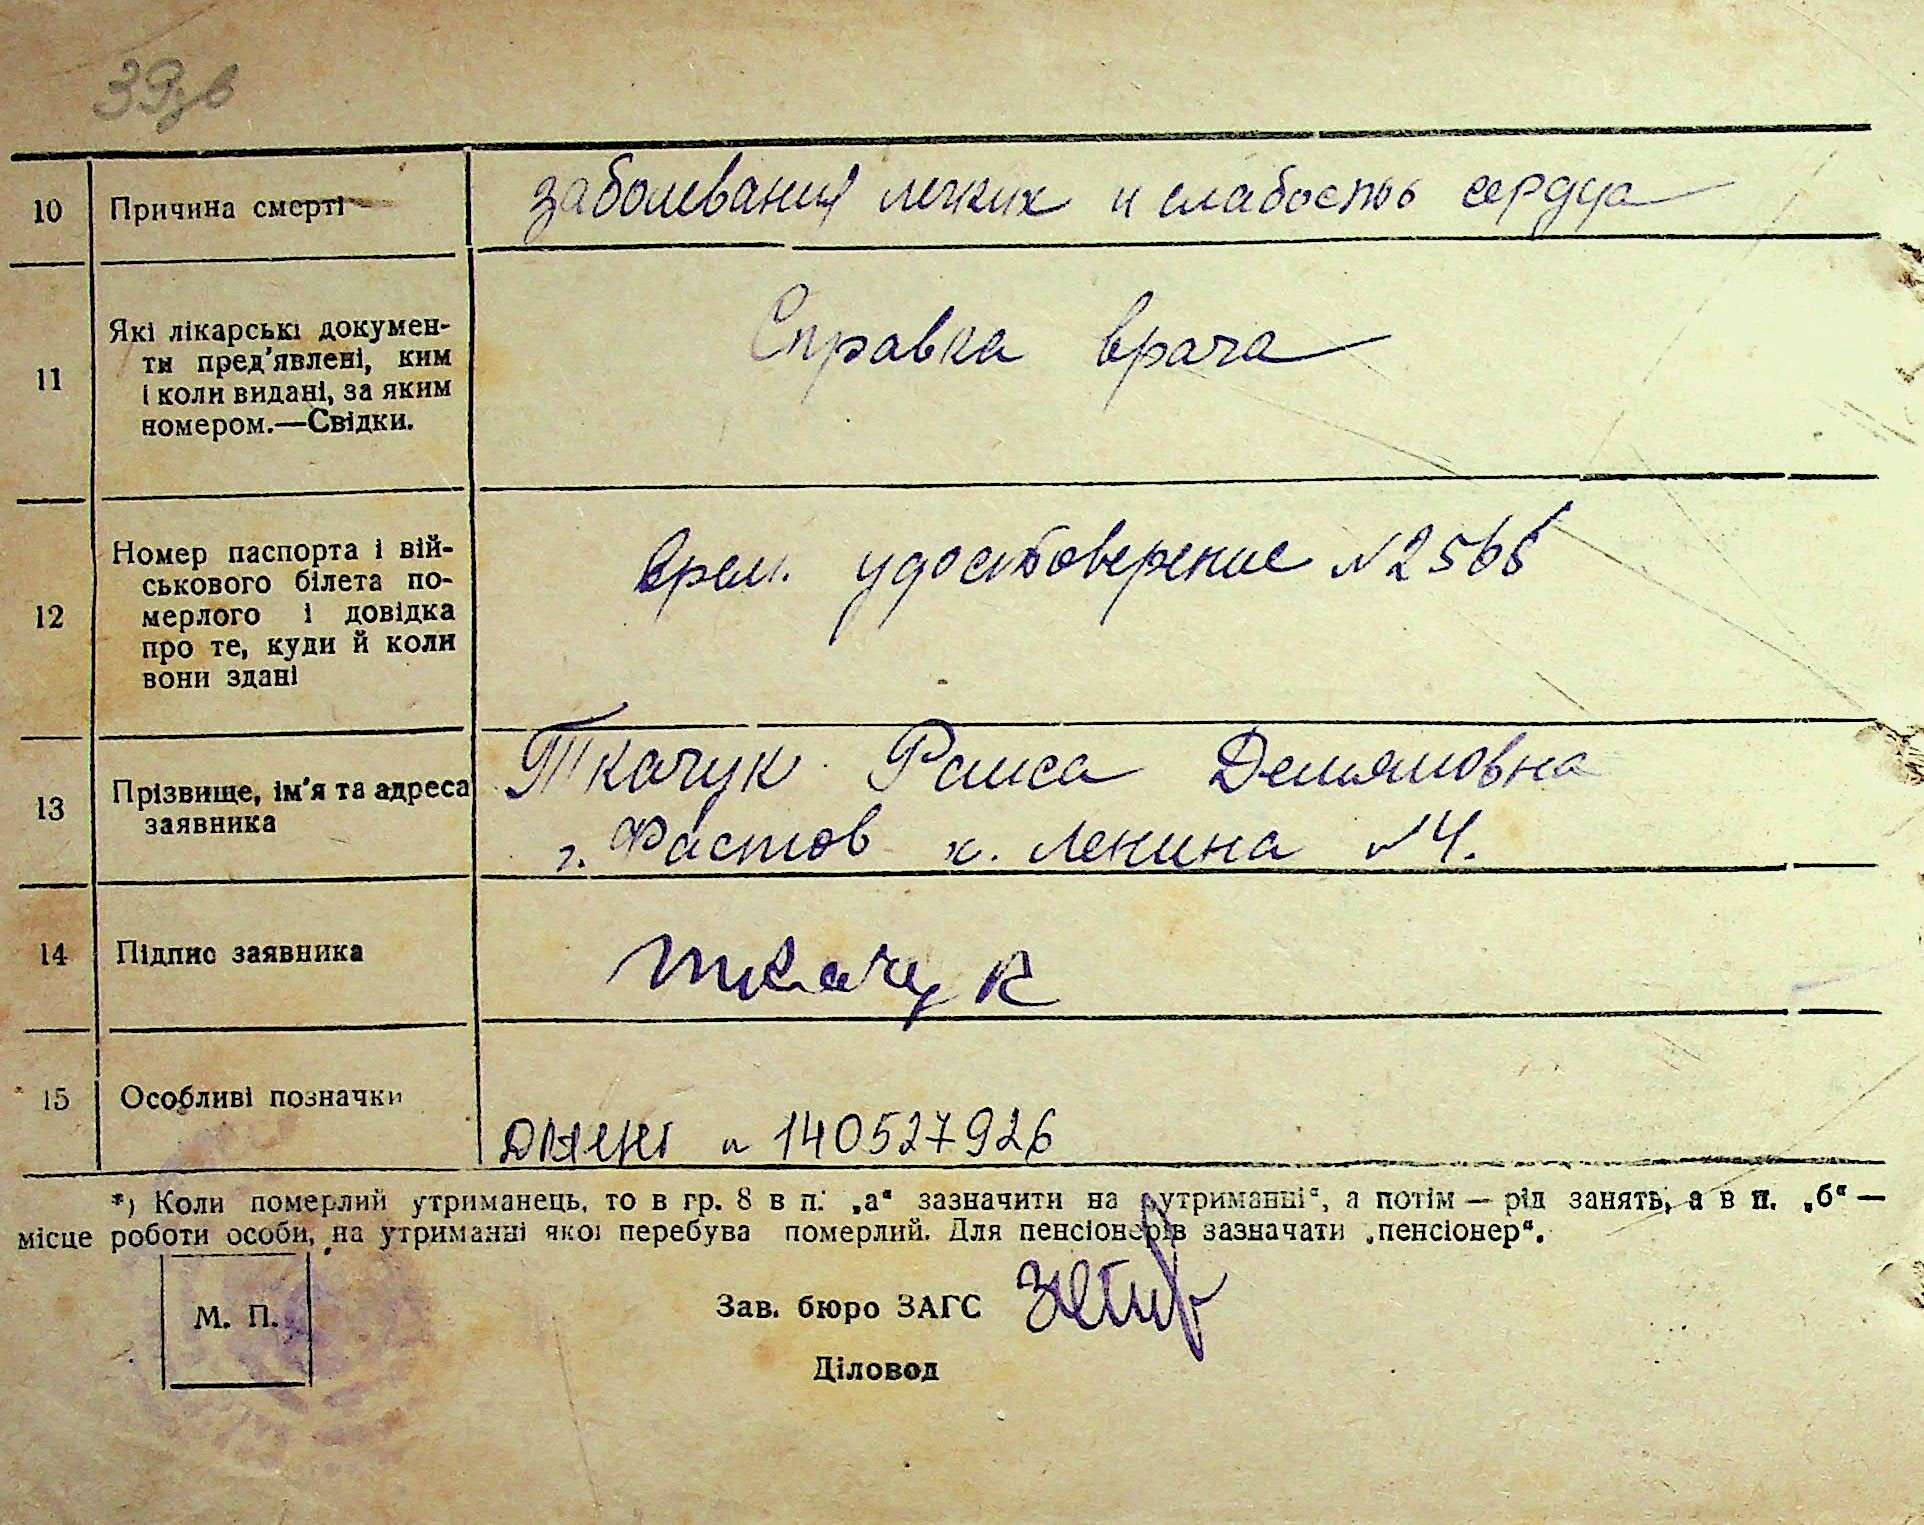 39зв
10 Причина смерті заболевания легких и слабость сердца
11 Які лікарські докумен-
ти пред'явлені, ким
і коли видані, за яким
номером.—Свідки.
Справка врача
12 Номер паспорта і вій-
ськового білета по-
мерлого і довідка
про те, куди й коли
вони здані
врем. удостоверение №2565
13 Прізвище, ім'я та адреса
заявника
Ткачук Раиса Демяновна
г. Фастов Ленина №4.
14 Підпис заявника Ткачук
15 Особливі позначки
№ 140527926
*) Коли померлий утриманець, то в гр. 8 в п. „а“ зазначити на „утриманні“, а потім — рід занять, а в п. „б“ —
місце роботи особи, на утриманні якої перебува померлий. Для пенсіонерів зазначати „пенсіонер“.
М. П.
Зав. бюро ЗАГС
Діловод